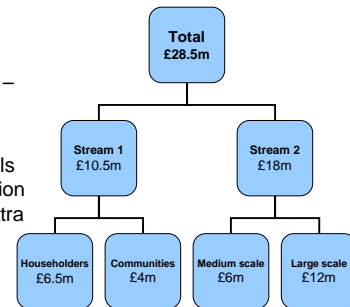 Total
£28.5m
–
Stream 1
£10.5m
Stream 2
£18m
Householders
£6.5m
Communities
£4m
Medium scale
£6m
Large scale
£12m